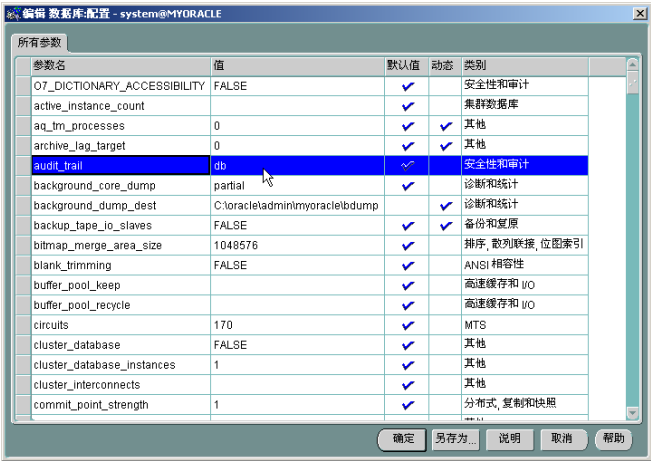 编辑 数据库:配置 - system@MYORACLE
所有参数
参数名 值 默认值 动态 类别
O7_DICTIONARY_ACCESSIBILITY FALSE 安全性和审计
active_instance_count 集群数据库
aq_tm_processes 0 其他
archive_lag_target 0 其他
audit_trail db 安全性和审计
background_core_dump partial 诊断和统计
background_dump_dest C:\oracle\admin\myoracle\bdump 诊断和统计
backup_tape_io_slaves FALSE 备份和复原
bitmap_merge_area_size 1048576 排序, 散列联接, 位图索引
blank_trimming FALSE ANSI 相容性
buffer_pool_keep 高速缓存和 I/O
buffer_pool_recycle 高速缓存和 I/O
circuits 170 MTS
cluster_database FALSE 其他
cluster_database_instances 1 其他
cluster_interconnects 其他
commit_point_strength 1 分布式, 复制和快照
确定 另存为... 说明 取消 帮助